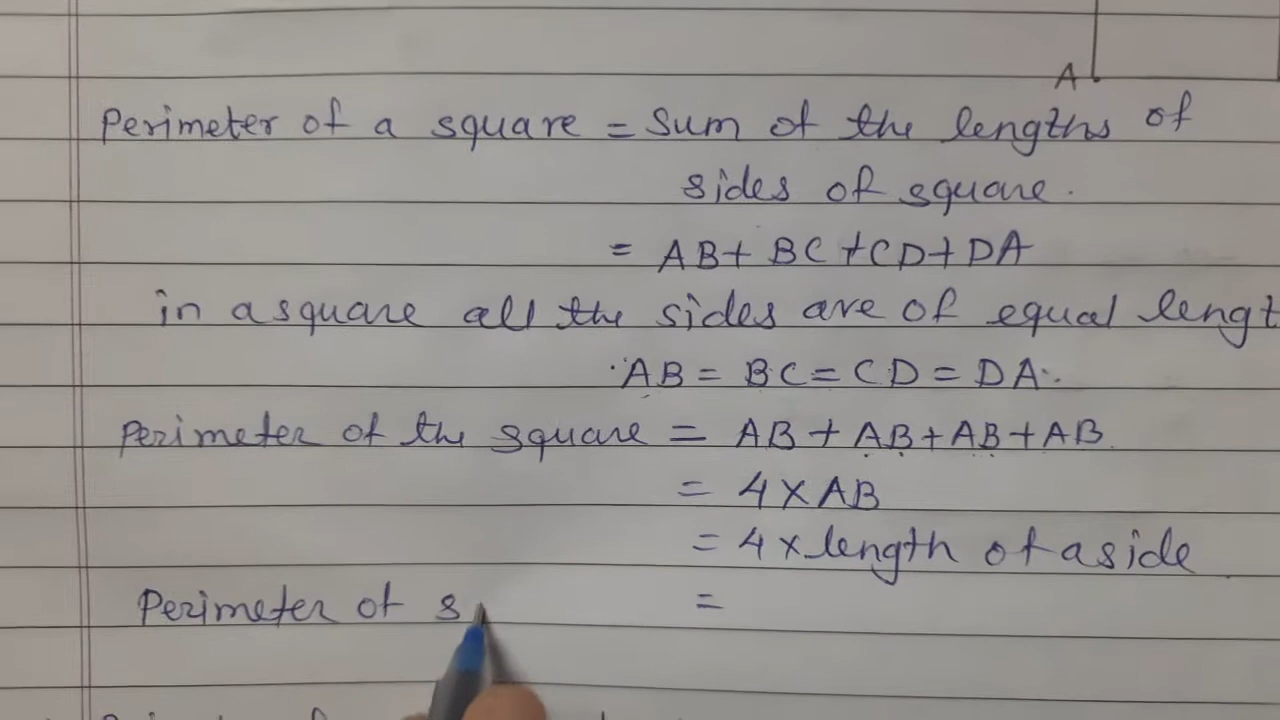 A
Perimeter of a square = sum of the lengths of
sides of square.
= AB + BC + CD + DA
in a square all the sides are of equal lengt
AB = BC = CD = DA.
Perimeter of the square = AB + AB + AB + AB
= 4 × AB
= 4 × length of a side
Perimeter of s =